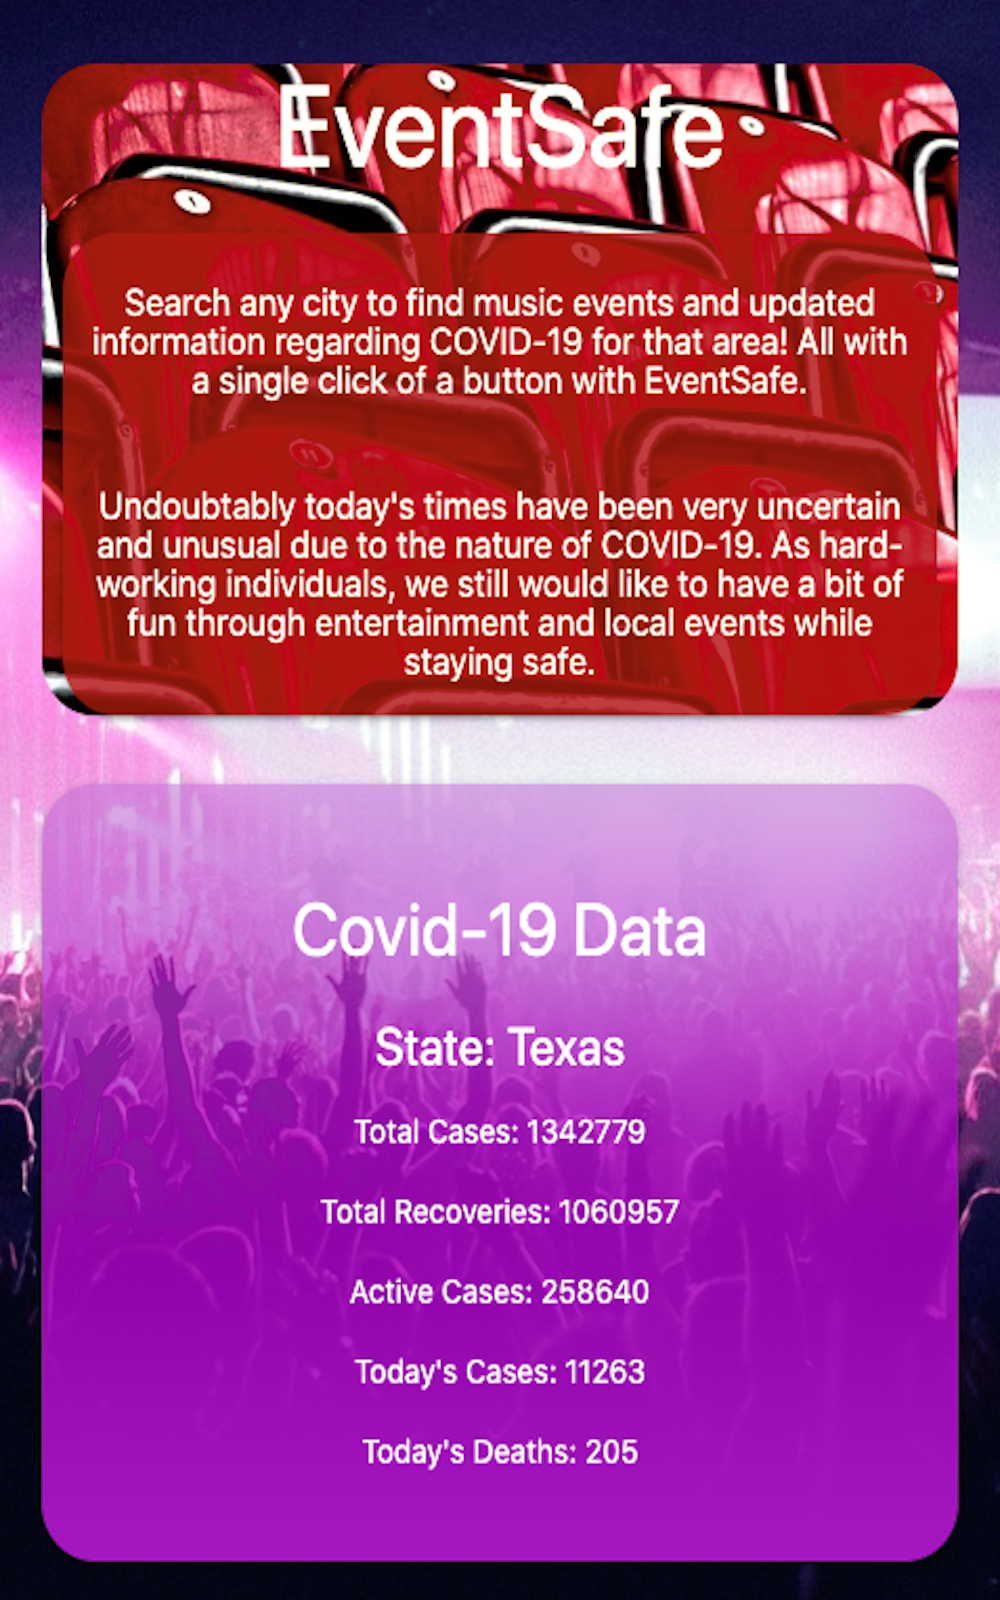 EventSafe
Search any city to find music events and updated
information regarding COVID-19 for that area! All with
a single click of a button with EventSafe.
Undoubtably today's times have been very uncertain
and unusual due to the nature of COVID-19. As hard-
working individuals, we still would like to have a bit of
fun through entertainment and local events while
staying safe.
Covid-19 Data
State: Texas
Total Cases: 1342779
Total Recoveries: 1060957
Active Cases: 258640
Today's Cases: 11263
Today's Deaths: 205